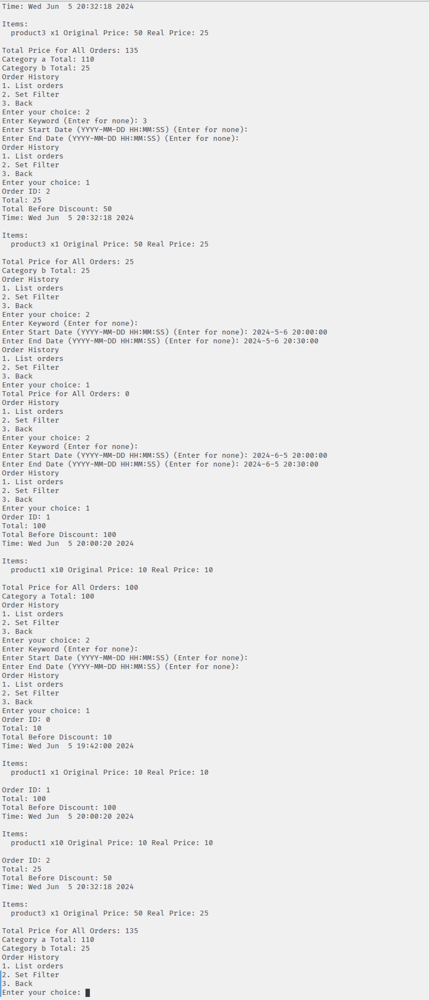 Time: Wed Jun  5 20:32:18 2024

Items:
  product3 x1 Original Price: 50 Real Price: 25

Total Price for All Orders: 135
Category a Total: 110
Category b Total: 25
Order History
1. List orders
2. Set Filter
3. Back
Enter your choice: 2
Enter Keyword (Enter for none): 3
Enter Start Date (YYYY-MM-DD HH:MM:SS) (Enter for none):
Enter End Date (YYYY-MM-DD HH:MM:SS) (Enter for none):
Order History
1. List orders
2. Set Filter
3. Back
Enter your choice: 1
Order ID: 2
Total: 25
Total Before Discount: 50
Time: Wed Jun  5 20:32:18 2024

Items:
  product3 x1 Original Price: 50 Real Price: 25

Total Price for All Orders: 25
Category b Total: 25
Order History
1. List orders
2. Set Filter
3. Back
Enter your choice: 2
Enter Keyword (Enter for none):
Enter Start Date (YYYY-MM-DD HH:MM:SS) (Enter for none): 2024-5-6 20:00:00
Enter End Date (YYYY-MM-DD HH:MM:SS) (Enter for none): 2024-5-6 20:30:00
Order History
1. List orders
2. Set Filter
3. Back
Enter your choice: 1
Total Price for All Orders: 0
Order History
1. List orders
2. Set Filter
3. Back
Enter your choice: 2
Enter Keyword (Enter for none):
Enter Start Date (YYYY-MM-DD HH:MM:SS) (Enter for none): 2024-6-5 20:00:00
Enter End Date (YYYY-MM-DD HH:MM:SS) (Enter for none): 2024-6-5 20:30:00
Order History
1. List orders
2. Set Filter
3. Back
Enter your choice: 1
Order ID: 1
Total: 100
Total Before Discount: 100
Time: Wed Jun  5 20:00:20 2024

Items:
  product1 x10 Original Price: 10 Real Price: 10

Total Price for All Orders: 100
Category a Total: 100
Order History
1. List orders
2. Set Filter
3. Back
Enter your choice: 2
Enter Keyword (Enter for none):
Enter Start Date (YYYY-MM-DD HH:MM:SS) (Enter for none):
Enter End Date (YYYY-MM-DD HH:MM:SS) (Enter for none):
Order History
1. List orders
2. Set Filter
3. Back
Enter your choice: 1
Order ID: 0
Total: 10
Total Before Discount: 10
Time: Wed Jun  5 19:42:00 2024

Items:
  product1 x1 Original Price: 10 Real Price: 10

Order ID: 1
Total: 100
Total Before Discount: 100
Time: Wed Jun  5 20:00:20 2024

Items:
  product1 x10 Original Price: 10 Real Price: 10

Order ID: 2
Total: 25
Total Before Discount: 50
Time: Wed Jun  5 20:32:18 2024

Items:
  product3 x1 Original Price: 50 Real Price: 25

Total Price for All Orders: 135
Category a Total: 110
Category b Total: 25
Order History
1. List orders
2. Set Filter
3. Back
Enter your choice: